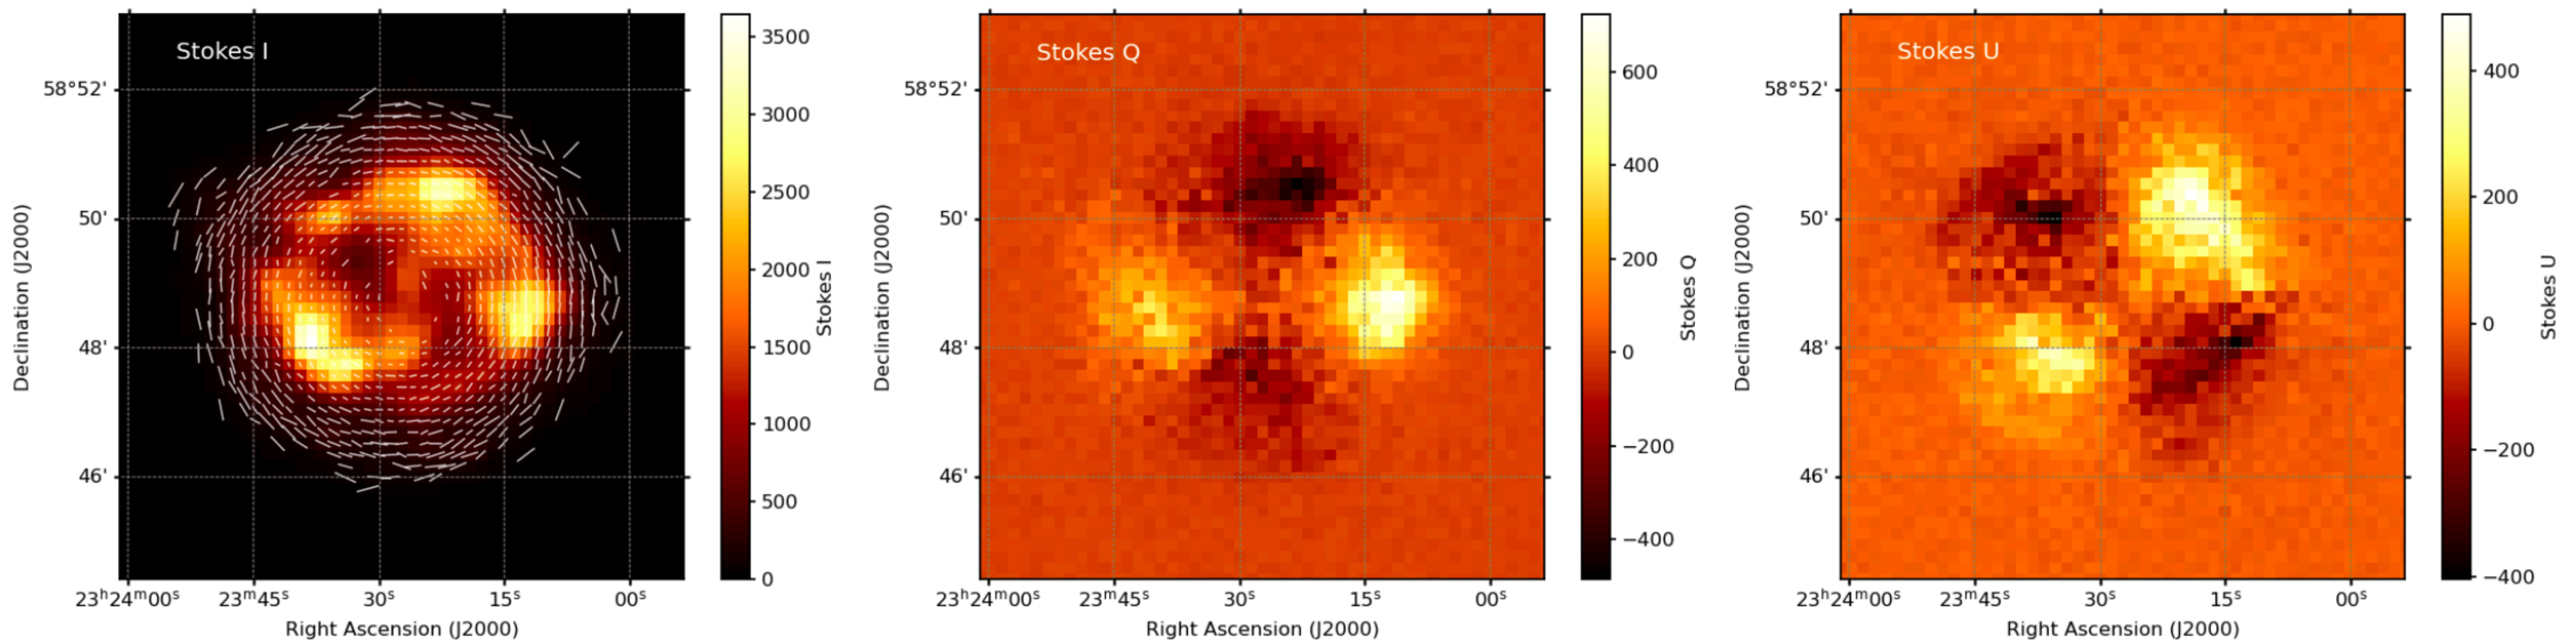 Stokes I
58°52'
50'
48'
46'
23ʰ24ᵐ00ˢ 23ᵐ45ˢ 30ˢ 15ˢ 00ˢ
Right Ascension (J2000)
Declination (J2000)
3500
3000
2500
2000
1500
1000
500
0
Stokes I
Stokes Q
58°52'
50'
48'
46'
23ʰ24ᵐ00ˢ 23ᵐ45ˢ 30ˢ 15ˢ 00ˢ
Right Ascension (J2000)
Declination (J2000)
600
400
200
0
−200
−400
Stokes Q
Stokes U
58°52'
50'
48'
46'
23ʰ24ᵐ00ˢ 23ᵐ45ˢ 30ˢ 15ˢ 00ˢ
Right Ascension (J2000)
Declination (J2000)
400
200
0
−200
−400
Stokes U